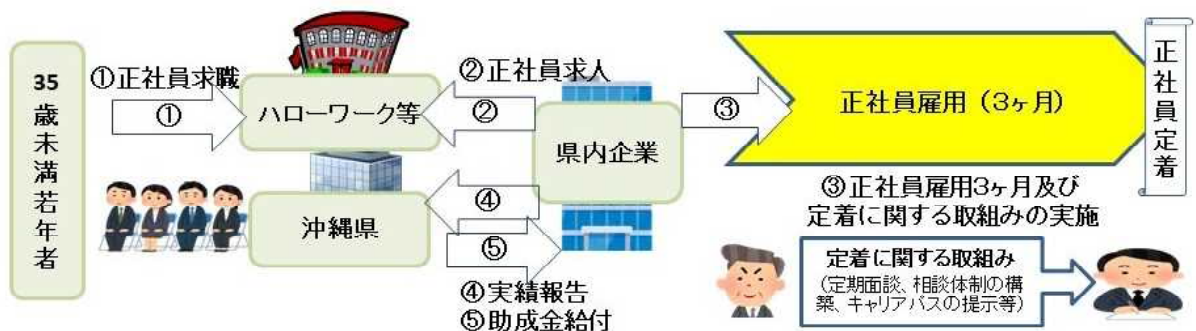 35歳未満若年者
①正社員求職
①
ハローワーク等
②正社員求人
②
県内企業
③
正社員雇用（3ヶ月）
正社員定着
沖縄県
④
⑤
④実績報告
⑤助成金給付
③正社員雇用3ヶ月及び
定着に関する取組みの実施
定着に関する取組み
（定期面談、相談体制の構
築、キャリアパスの提示等）